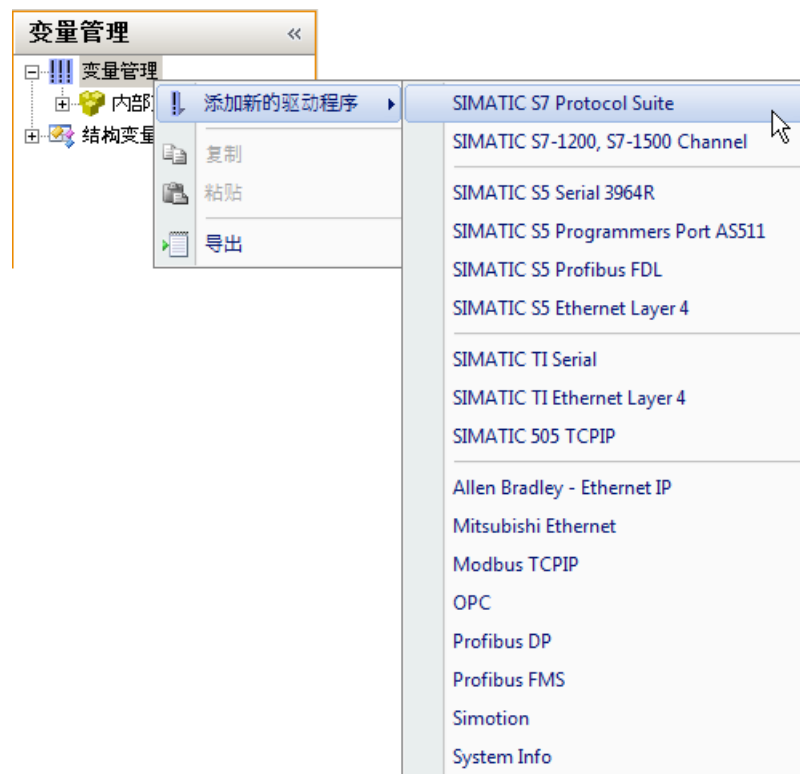 变量管理 «
变量管理
内部
结构变量
添加新的驱动程序
复制
粘贴
导出
SIMATIC S7 Protocol Suite
SIMATIC S7-1200, S7-1500 Channel
SIMATIC S5 Serial 3964R
SIMATIC S5 Programmers Port AS511
SIMATIC S5 Profibus FDL
SIMATIC S5 Ethernet Layer 4
SIMATIC TI Serial
SIMATIC TI Ethernet Layer 4
SIMATIC 505 TCPIP
Allen Bradley - Ethernet IP
Mitsubishi Ethernet
Modbus TCPIP
OPC
Profibus DP
Profibus FMS
Simotion
System Info